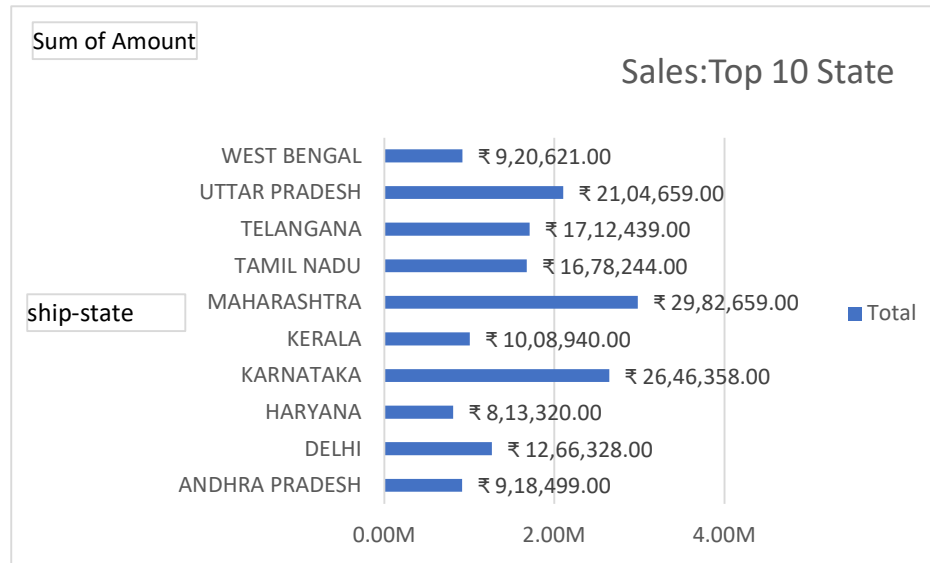 Sum of Amount
Sales:Top 10 State
WEST BENGAL ₹ 9,20,621.00
UTTAR PRADESH ₹ 21,04,659.00
TELANGANA ₹ 17,12,439.00
TAMIL NADU ₹ 16,78,244.00
MAHARASHTRA ₹ 29,82,659.00
ship-state
Total
KERALA ₹ 10,08,940.00
KARNATAKA ₹ 26,46,358.00
HARYANA ₹ 8,13,320.00
DELHI ₹ 12,66,328.00
ANDHRA PRADESH ₹ 9,18,499.00
0.00M 2.00M 4.00M